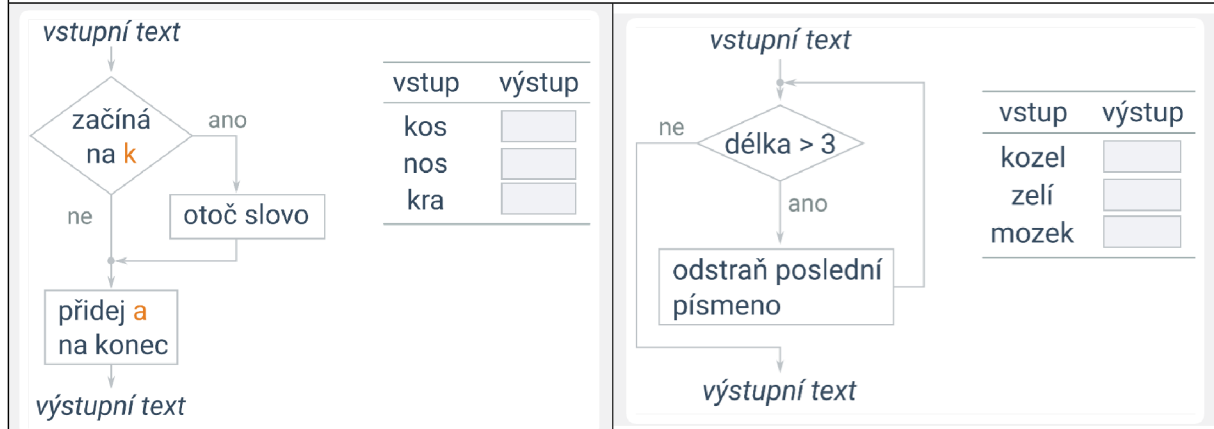 vstupní text
začíná
na k
ano
ne
otoč slovo
přidej a
na konec
výstupní text
vstup výstup
kos
nos
kra
vstupní text
délka > 3
ne
ano
odstraň poslední
písmeno
výstupní text
vstup výstup
kozel
zelí
mozek